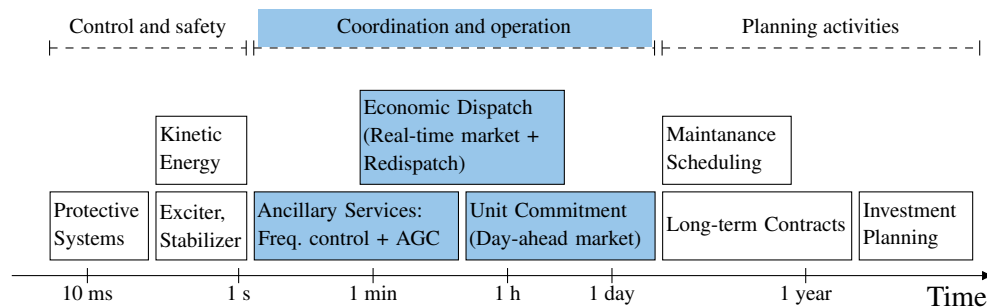 Control and safety
Coordination and operation
Planning activities
Economic Dispatch
(Real-time market +
Redispatch)
Kinetic
Energy
Maintanance
Scheduling
Protective
Systems
Exciter,
Stabilizer
Ancillary Services:
Freq. control + AGC
Unit Commitment
(Day-ahead market)
Long-term Contracts
Investment
Planning
10 ms
1 s
1 min
1 h
1 day
1 year
Time